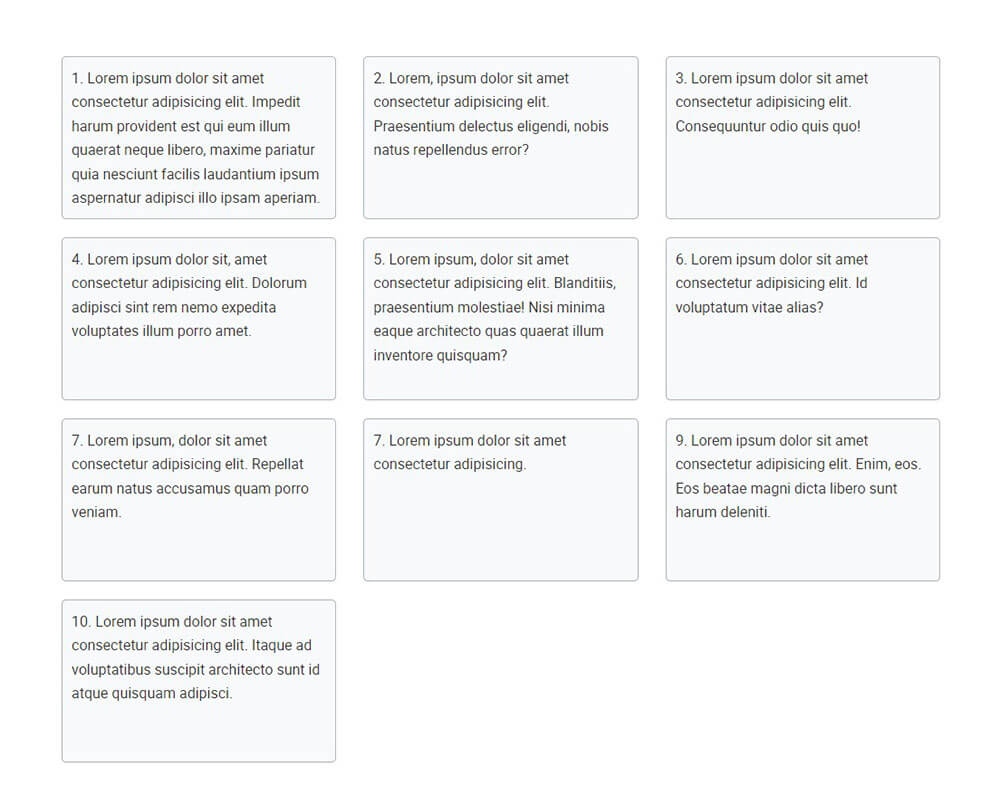 1. Lorem ipsum dolor sit amet
consectetur adipisicing elit. Impedit
harum provident est qui eum illum
quaerat neque libero, maxime pariatur
quia nesciunt facilis laudantium ipsum
aspernatur adipisci illo ipsam aperiam.
2. Lorem, ipsum dolor sit amet
consectetur adipisicing elit.
Praesentium delectus eligendi, nobis
natus repellendus error?
3. Lorem ipsum dolor sit amet
consectetur adipisicing elit.
Consequuntur odio quis quo!
4. Lorem ipsum dolor sit, amet
consectetur adipisicing elit. Dolorum
adipisci sint rem nemo expedita
voluptates illum porro amet.
5. Lorem ipsum, dolor sit amet
consectetur adipisicing elit. Blanditiis,
praesentium molestiae! Nisi minima
eaque architecto quas quaerat illum
inventore quisquam?
6. Lorem ipsum dolor sit amet
consectetur adipisicing elit. Id
voluptatum vitae alias?
7. Lorem ipsum, dolor sit amet
consectetur adipisicing elit. Repellat
earum natus accusamus quam porro
veniam.
7. Lorem ipsum dolor sit amet
consectetur adipisicing.
9. Lorem ipsum dolor sit amet
consectetur adipisicing elit. Enim, eos.
Eos beatae magni dicta libero sunt
harum deleniti.
10. Lorem ipsum dolor sit amet
consectetur adipisicing elit. Itaque ad
voluptatibus suscipit architecto sunt id
atque quisquam adipisci.